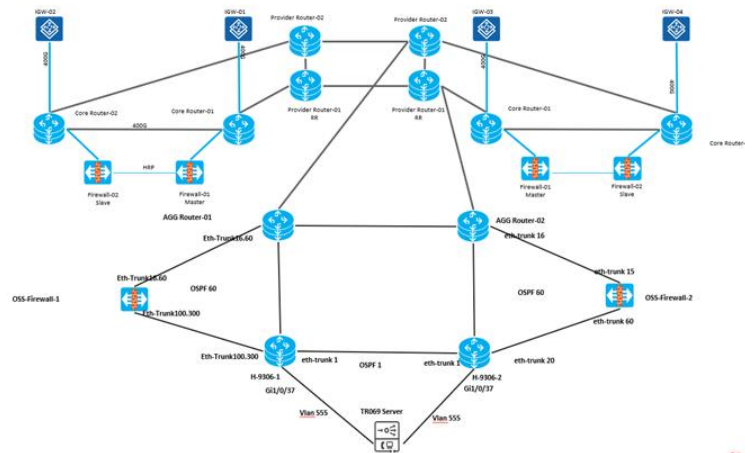 IGW-02
IGW-01
Provider Router-02
Provider Router-02
IGW-03
IGW-04
400G
400G
400G
400G
Core Router-02
Core Router-01
Provider Router-01
RR
Provider Router-01
RR
Core Router-01
Core Router-
400G
HRP
Firewall-02
Slave
Firewall-01
Master
Firewall-01
Master
Firewall-02
Slave
AGG Router-01
AGG Router-02
Eth-Trunk16.60
eth-trunk 16
Eth-Trunk16.60
eth-trunk 15
OSPF 60
OSPF 60
OSS-Firewall-1
OSS-Firewall-2
Eth-Trunk100.300
eth-trunk 60
Eth-Trunk100.300
eth-trunk 1
OSPF 1
eth-trunk 1
eth-trunk 20
H-9306-1
H-9306-2
Gi1/0/37
Gi1/0/37
Vlan 555
TR069 Server
Vlan 555